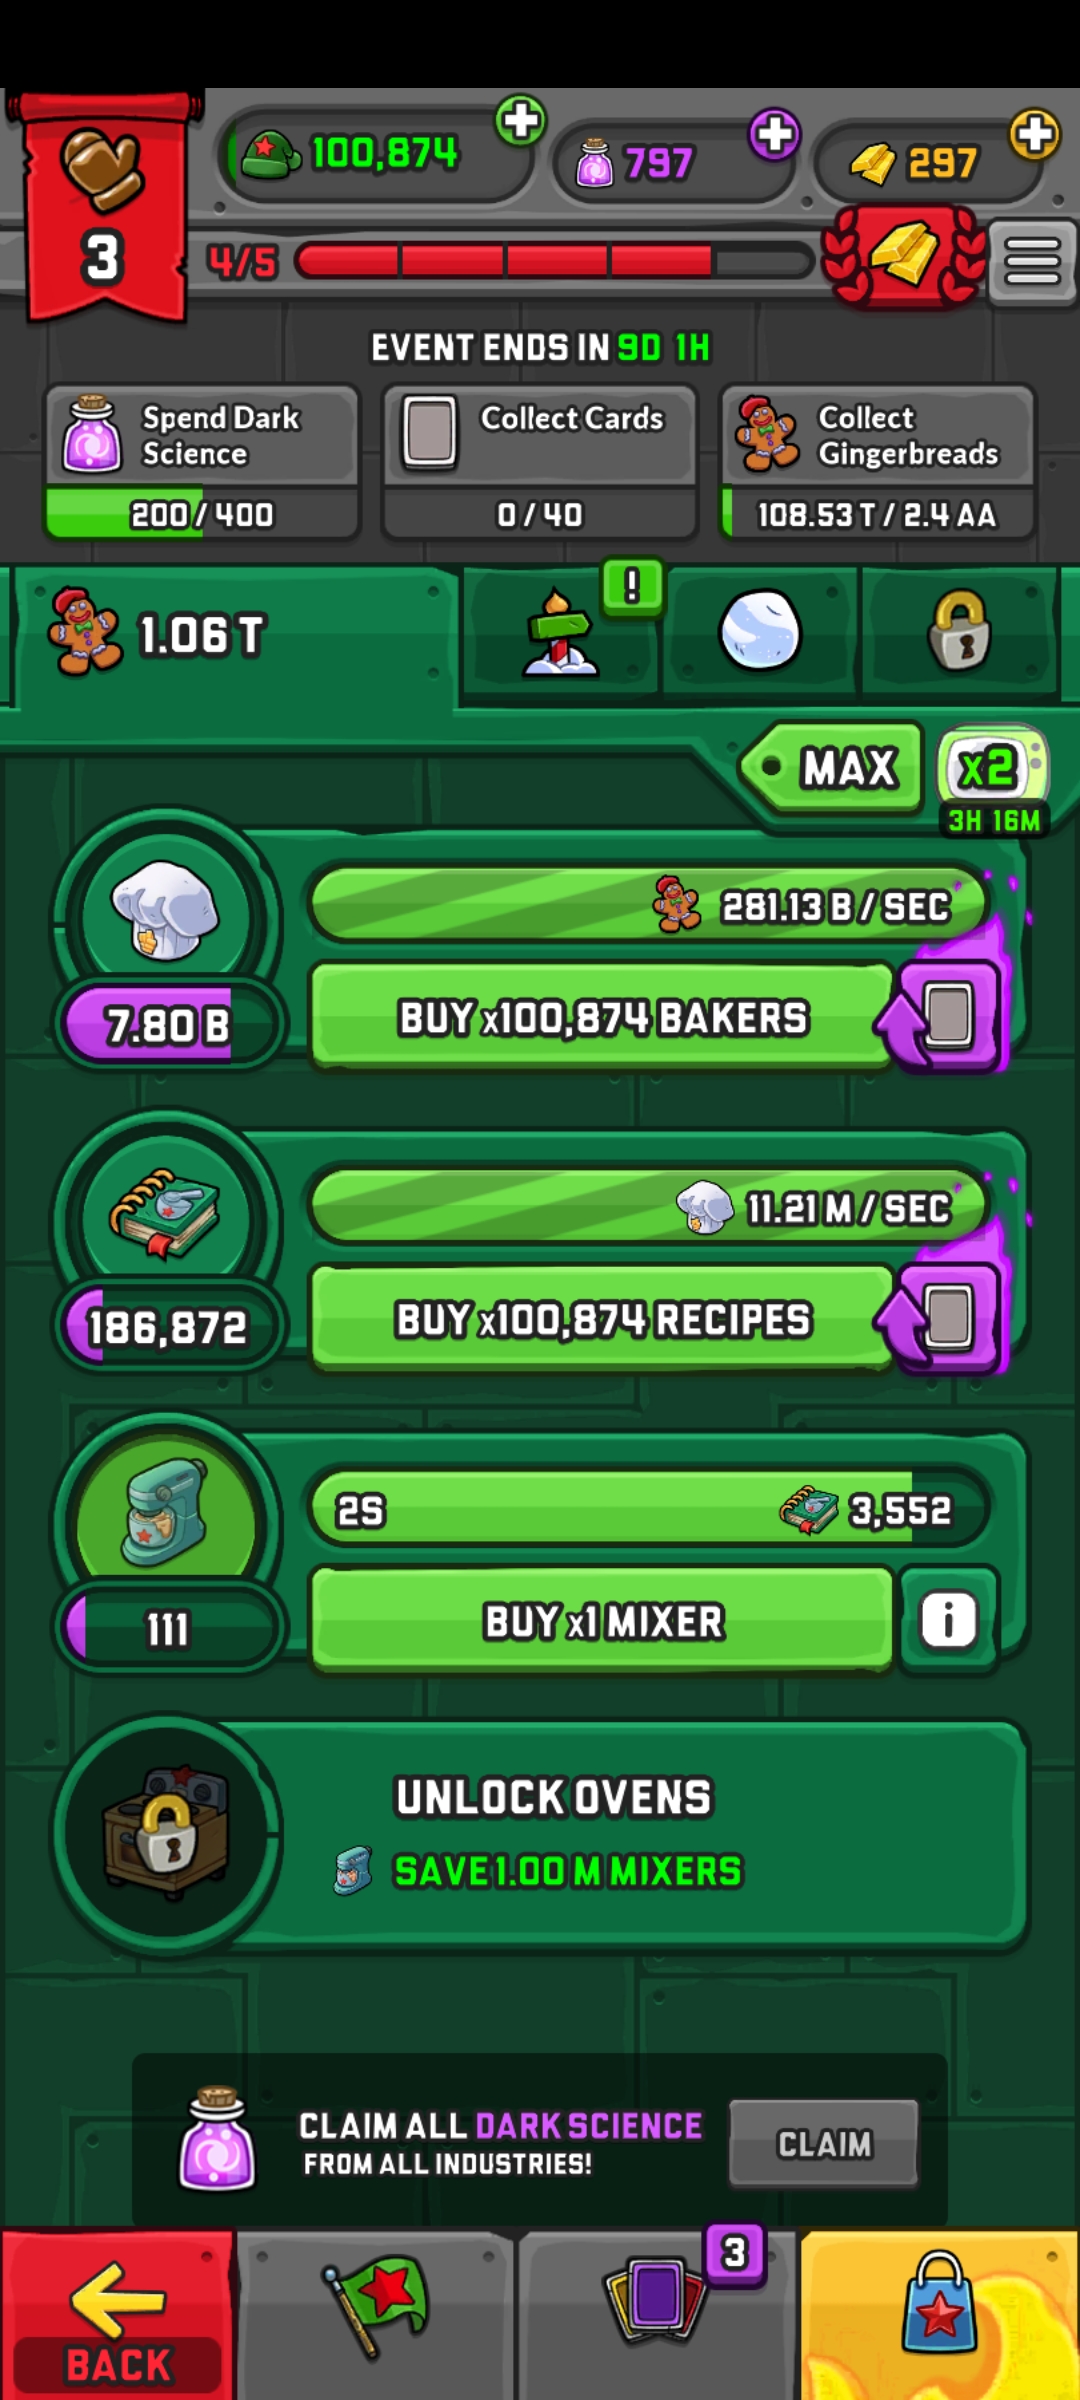 100,874
797
297
3
4/5
EVENT ENDS IN 9D 1H
Spend Dark
Science
200 / 400
Collect Cards
0 / 40
Collect
Gingerbreads
108.53 T / 2.4 AA
1.06 T
!
MAX
x2
3H 16M
281.13 B / SEC
7.80 B
BUY x100,874 BAKERS
11.21 M / SEC
186,872
BUY x100,874 RECIPES
2S
3,552
111
BUY x1 MIXER
i
UNLOCK OVENS
SAVE 1.00 M MIXERS
CLAIM ALL DARK SCIENCE
FROM ALL INDUSTRIES!
CLAIM
3
BACK